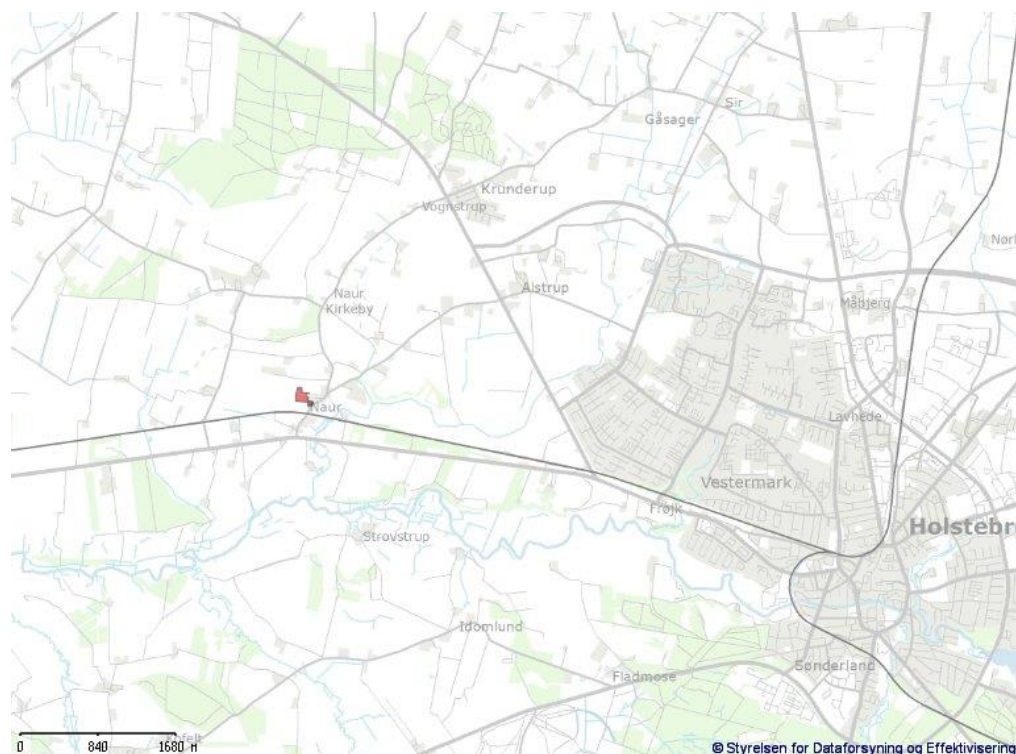 Sir
Gåsager
Krunderup
Vognstrup
Nør
Alstrup
Naur
Kirkeby
Måbjerg
Naur
Lavhede
Vestermark
Frøjk
Holstebr
Strovstrup
Idomlund
Sønderland
Fladmose
0 840 1680 M
© Styrelsen for Dataforsyning og Effektivisering